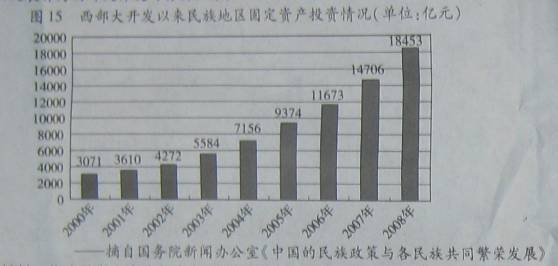 图15 西部大开发以来民族地区固定资产投资情况(单位:亿元)
20000
18000
16000
14000
12000
10000
8000
6000
4000
2000
0
3071
3610
4272
5584
7156
9374
11673
14706
18453
2000年
2001年
2002年
2003年
2004年
2005年
2006年
2007年
2008年
——摘自国务院新闻办公室《中国的民族政策与各民族共同繁荣发展》